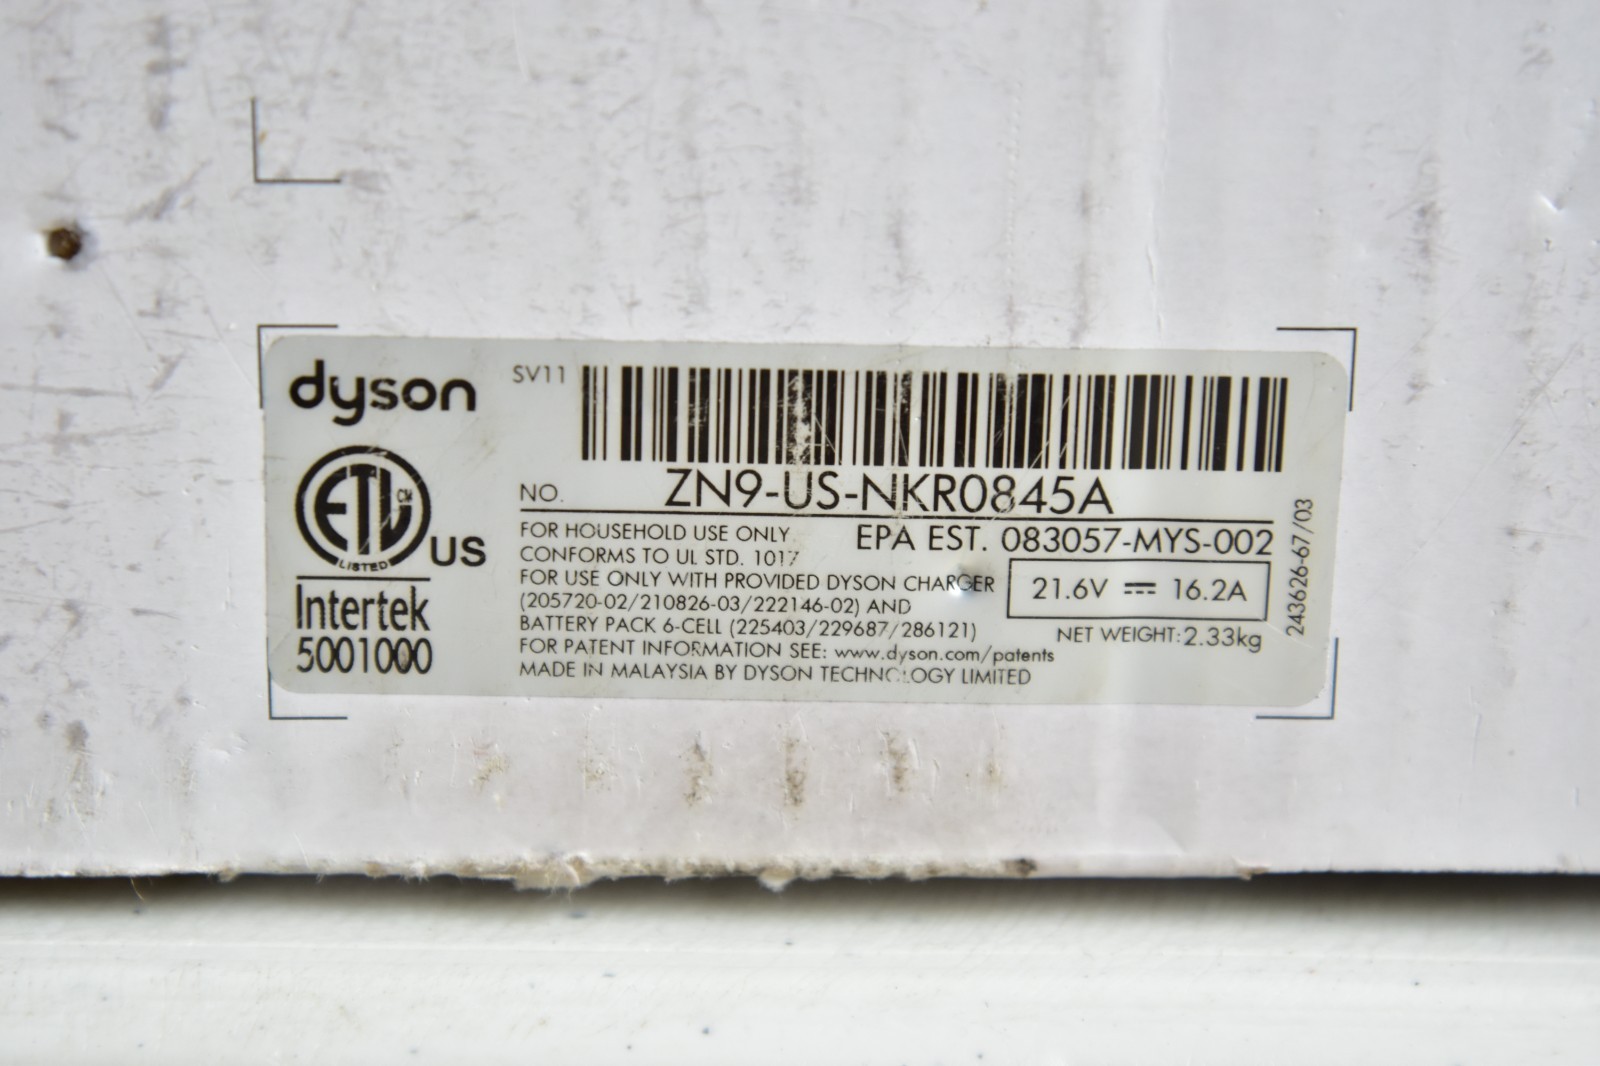 dyson
SV11
NO. ZN9-US-NKR0845A
ETL CM
LISTED
US
Intertek
5001000
FOR HOUSEHOLD USE ONLY
EPA EST. 083057-MYS-002
CONFORMS TO UL STD. 1017
FOR USE ONLY WITH PROVIDED DYSON CHARGER
(205720-02/210826-03/222146-02) AND
BATTERY PACK 6-CELL (225403/229687/286121)
FOR PATENT INFORMATION SEE: www.dyson.com/patents
MADE IN MALAYSIA BY DYSON TECHNOLOGY LIMITED
21.6V ⎓ 16.2A
NET WEIGHT: 2.33kg
243626-67/03